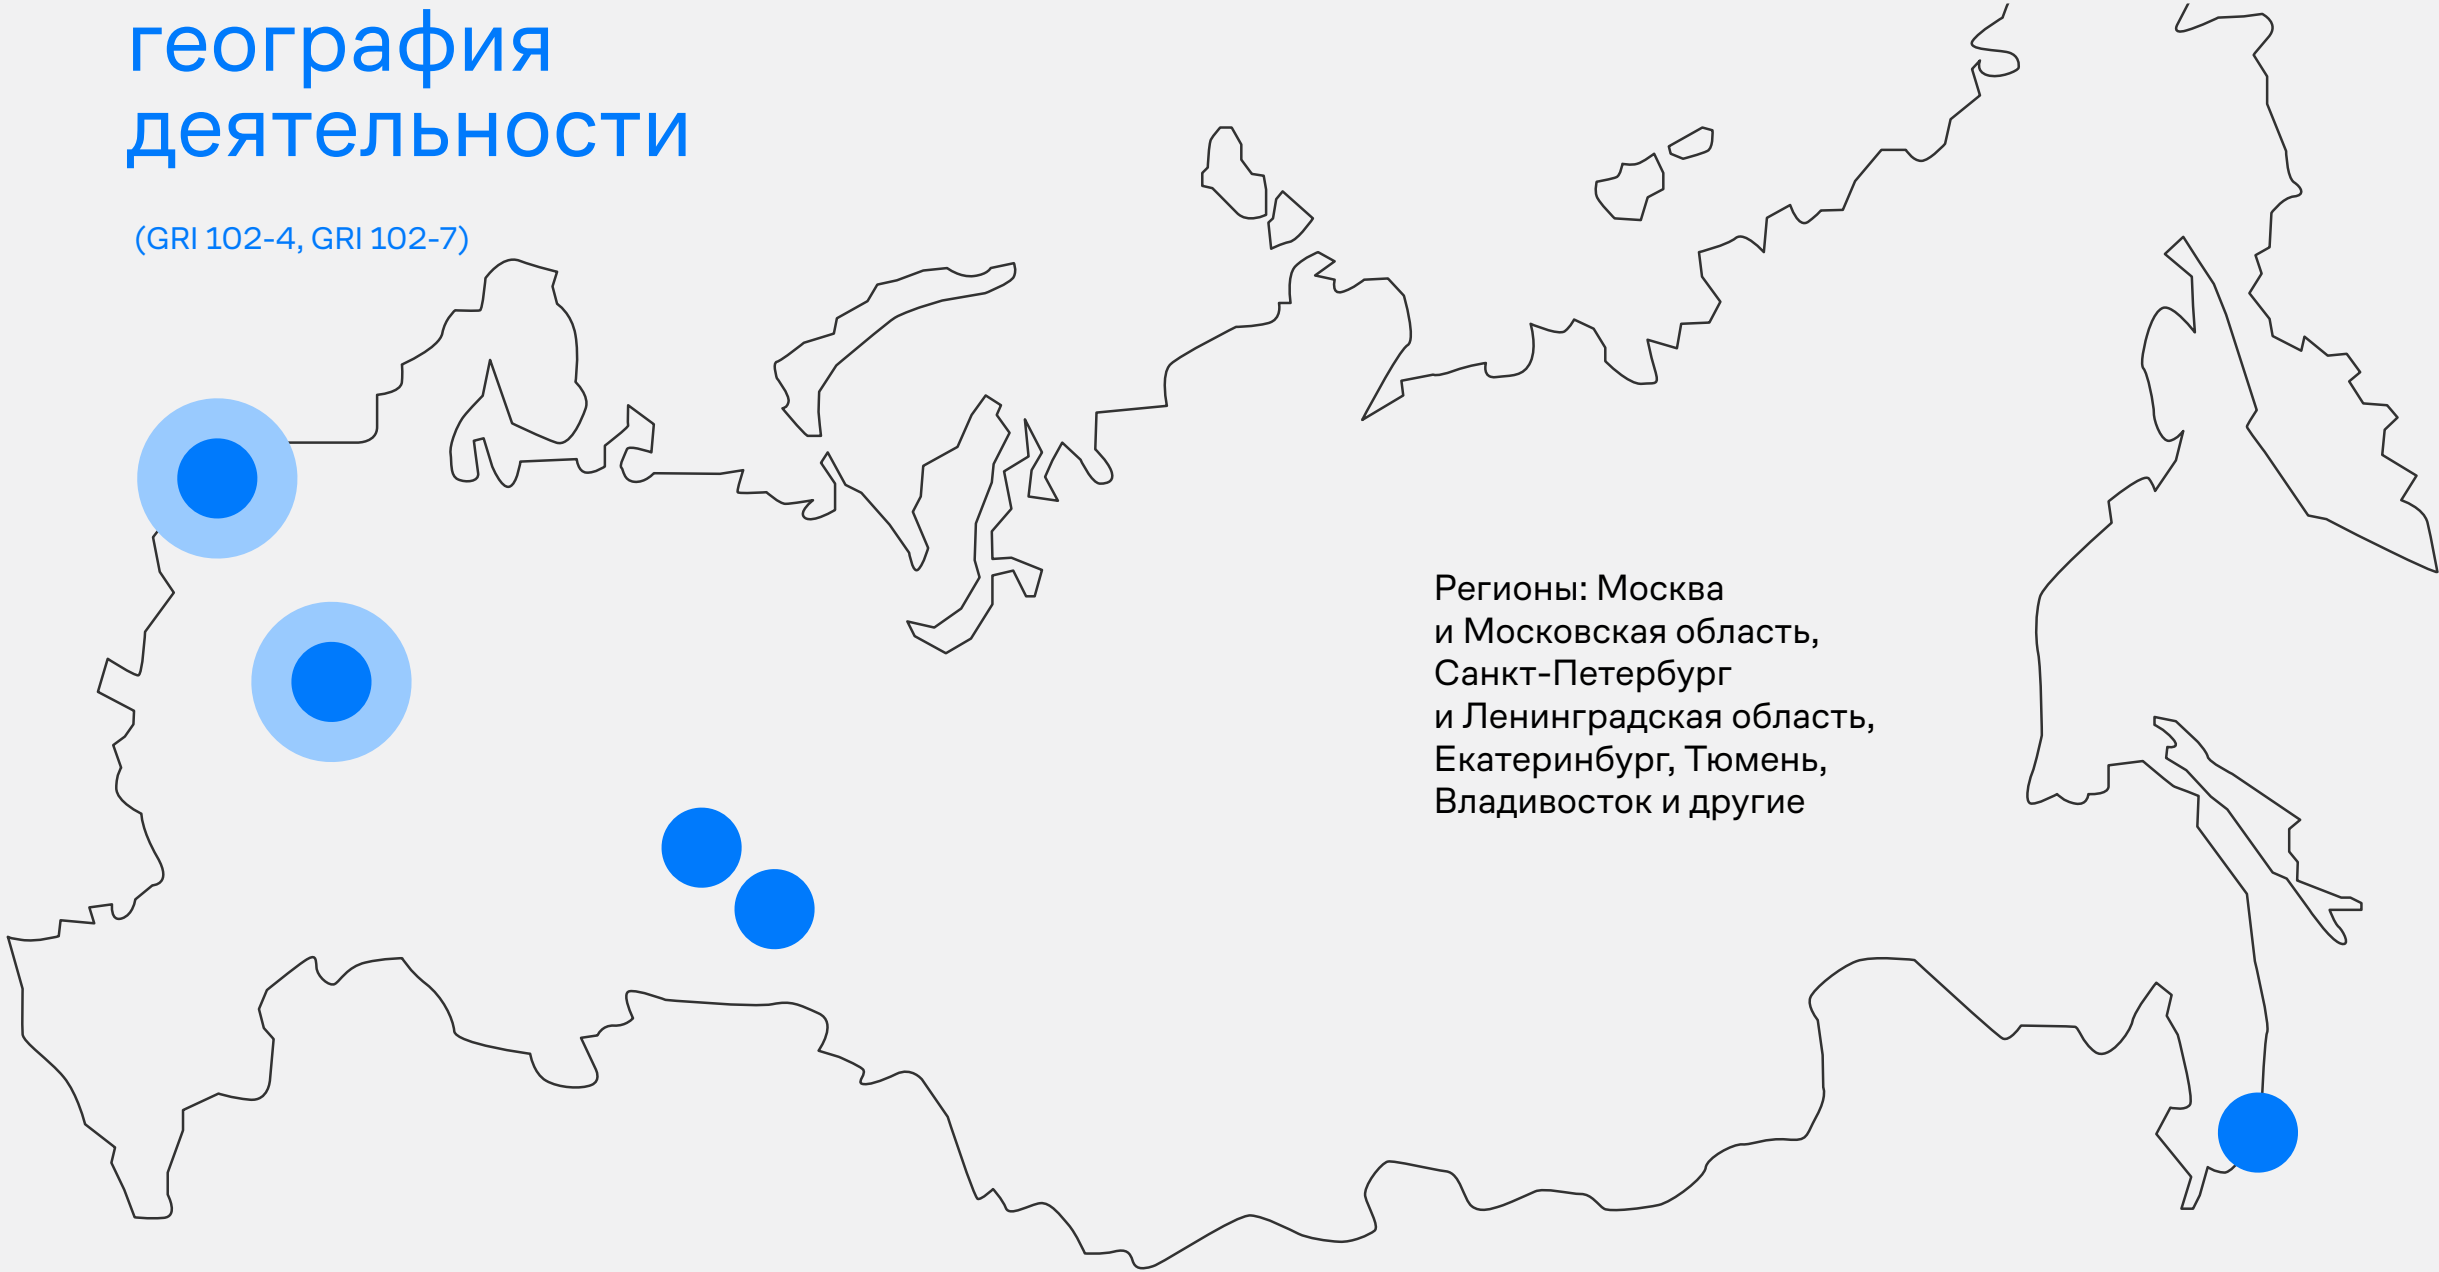 география
деятельности
(GRI 102-4, GRI 102-7)
Регионы: Москва
и Московская область,
Санкт-Петербург
и Ленинградская область,
Екатеринбург, Тюмень,
Владивосток и другие